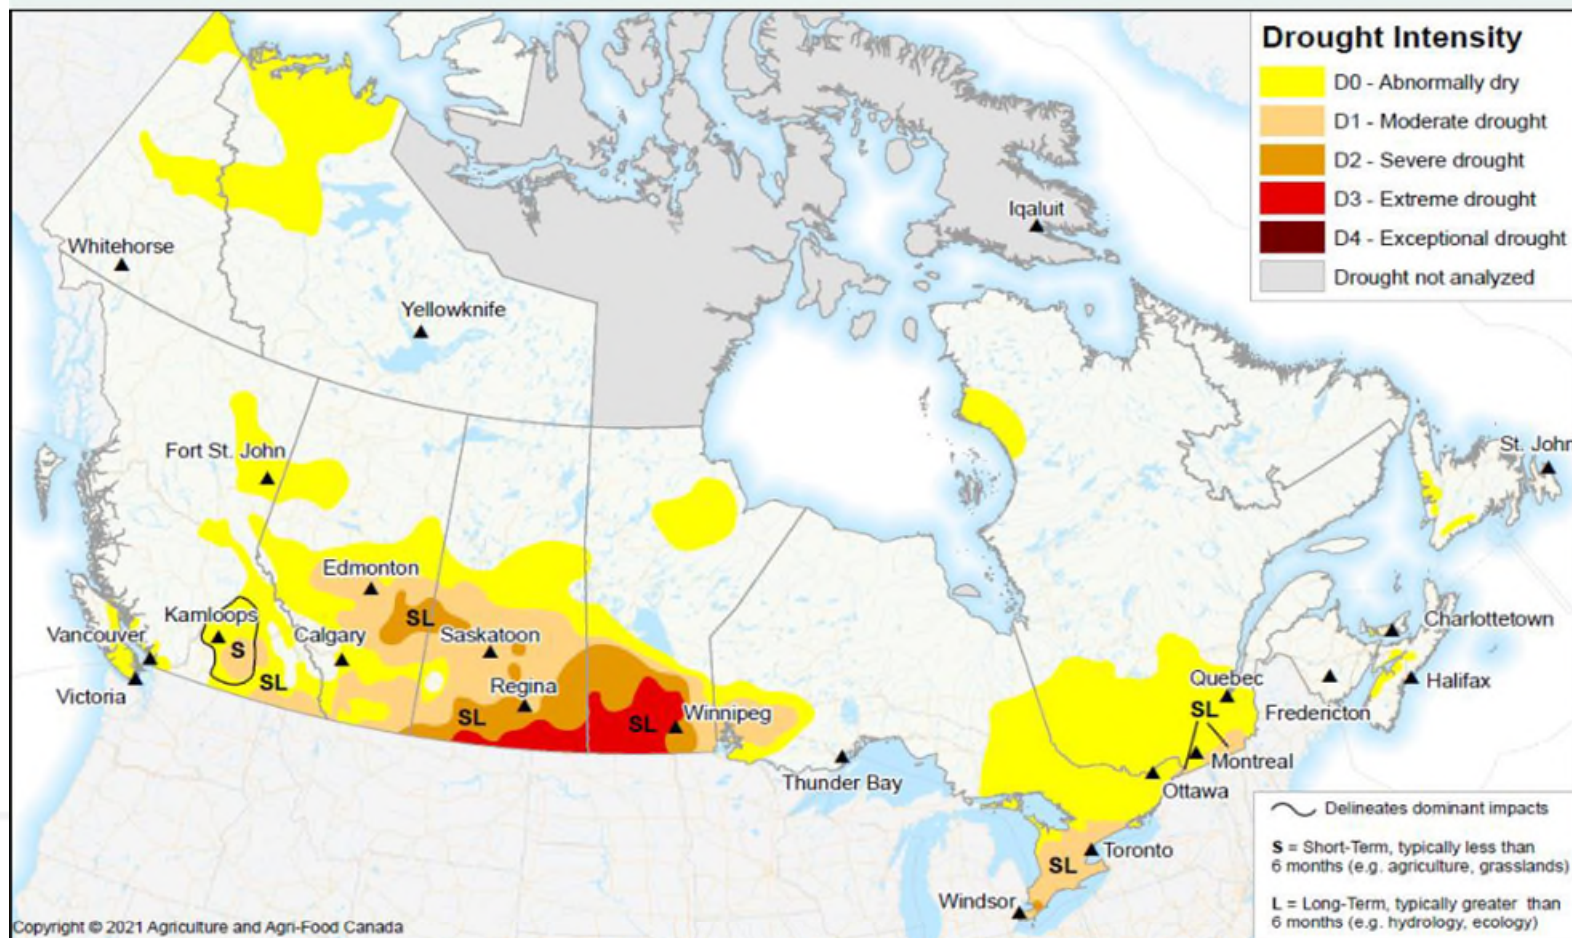 Drought Intensity
D0 - Abnormally dry
D1 - Moderate drought
D2 - Severe drought
D3 - Extreme drought
D4 - Exceptional drought
Drought not analyzed
Iqaluit
Whitehorse
Yellowknife
Fort St. John
St. John
Edmonton
Kamloops
SL
Calgary
Saskatoon
Charlottetown
Vancouver
S
SL
Regina
Quebec
Halifax
Victoria
SL
SL
Winnipeg
SL
Fredericton
Montreal
Thunder Bay
Ottawa
Toronto
SL
Windsor
Delineates dominant impacts
S = Short-Term, typically less than
6 months (e.g. agriculture, grasslands)
L = Long-Term, typically greater than
6 months (e.g. hydrology, ecology)
Copyright © 2021 Agriculture and Agri-Food Canada